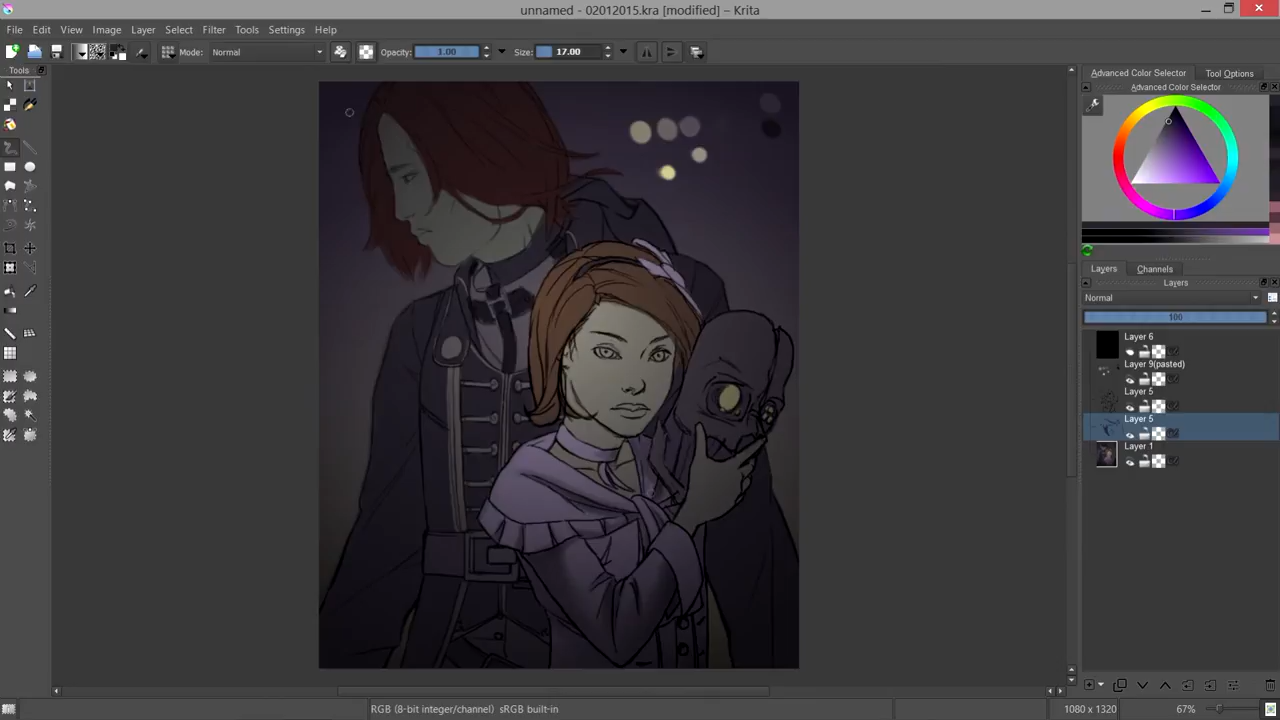 unnamed - 02012015.kra [modified] – Krita
File Edit View Image Layer Select Filter Tools Settings Help
Mode: Normal Opacity: 1.00 Size: 17.00
Tools
Advanced Color Selector Tool Options
Advanced Color Selector
Layers Channels
Layers
Normal
100
Layer 6
Layer 9(pasted)
Layer 5
Layer 5
Layer 1
RGB (8-bit integer/channel) sRGB built-in 1080 x 1320 67%